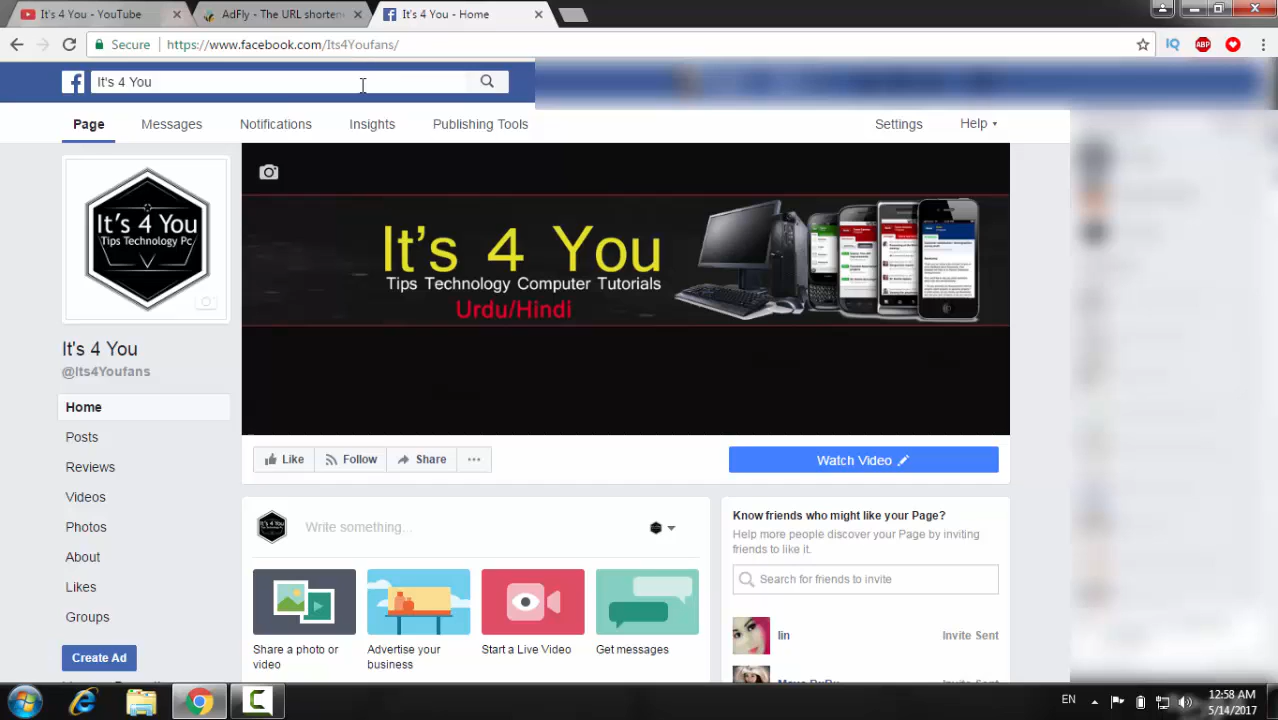 It's 4 You - YouTube
AdFly - The URL shortene
It's 4 You - Home
Secure
https://www.facebook.com/Its4Youfans/
IQ
ABP
It's 4 You
Page
Messages
Notifications
Insights
Publishing Tools
Settings
Help
It's 4 You
Tips Technology Pc
It's 4 You
Tips Technology Computer Tutorials
Urdu/Hindi
It's 4 You
@Its4Youfans
Home
Posts
Reviews
Videos
Photos
About
Likes
Groups
Create Ad
Like
Follow
Share
Watch Video
It's 4 You
Write something...
Share a photo or
video
Advertise your
business
Start a Live Video
Get messages
Know friends who might like your Page?
Help more people discover your Page by inviting
friends to like it.
Search for friends to invite
lin
Invite Sent
EN
12:58 AM
5/14/2017